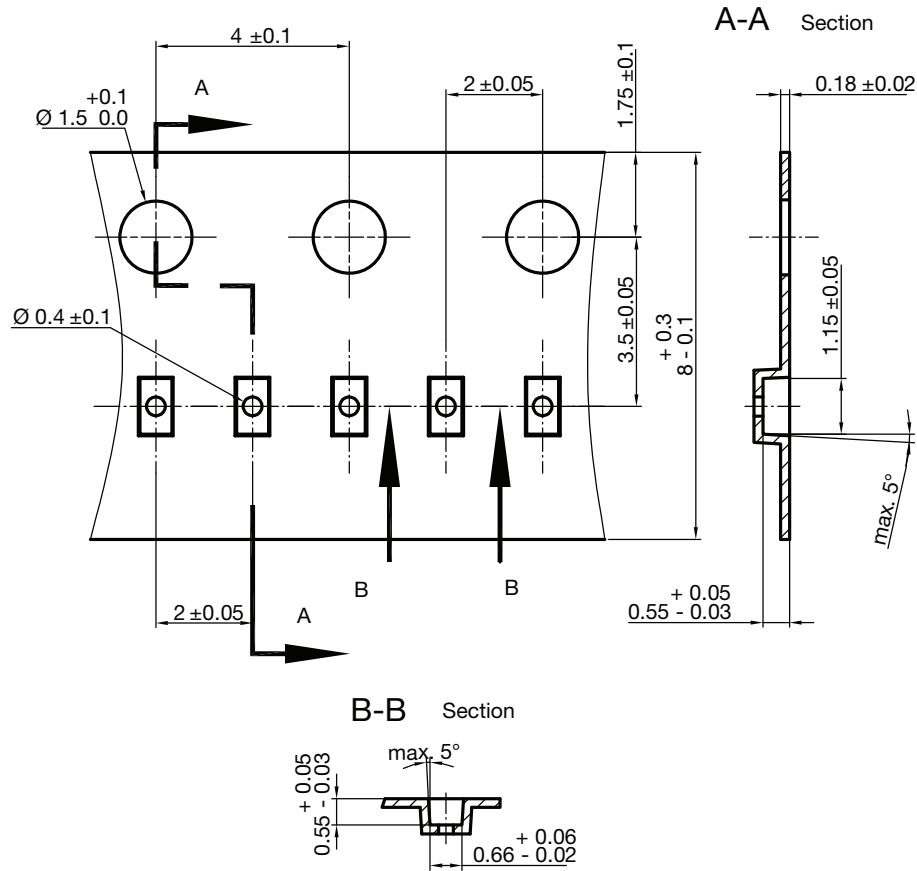 A-A Section
4 ±0.1
+0.1
Ø 1.5 0.0
A
2 ±0.05
1.75 ±0.1
0.18 ±0.02
Ø 0.4 ±0.1
3.5 ±0.05
+ 0.3
8 - 0.1
1.15 ±0.05
max. 5°
B
B
+ 0.05
0.55 - 0.03
2 ±0.05
A
B-B Section
max. 5°
+ 0.05
0.55 - 0.03
+ 0.06
0.66 - 0.02